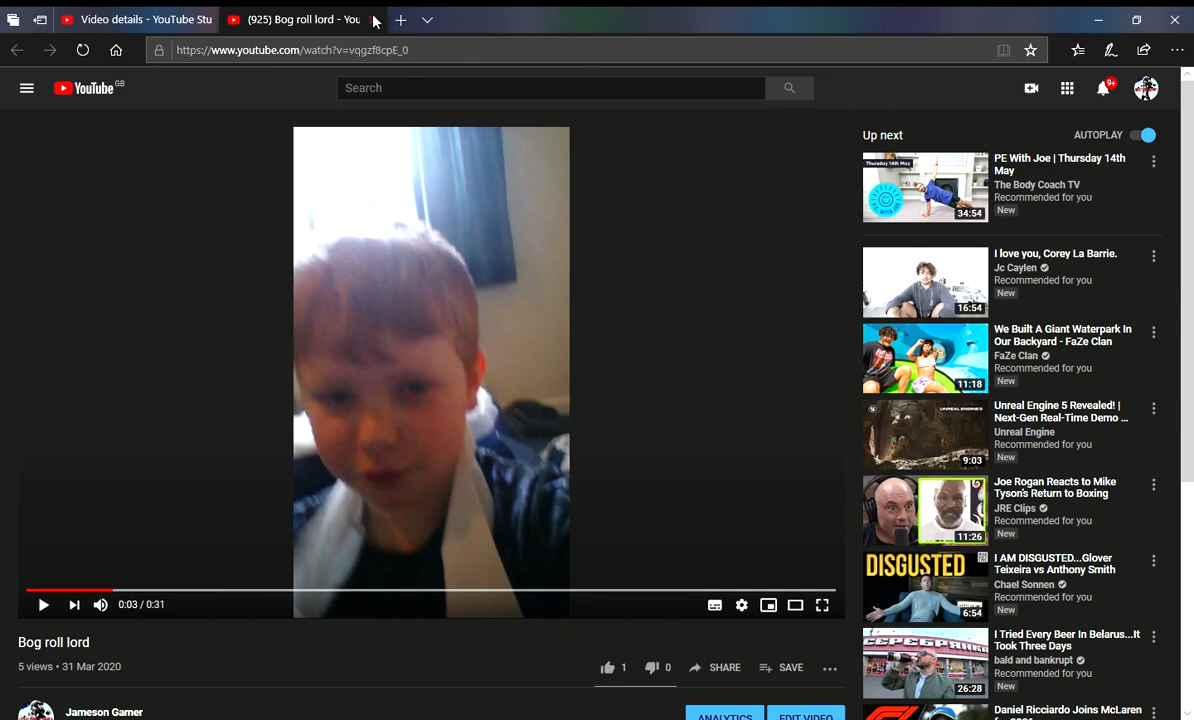 Video details - YouTube Stu
(925) Bog roll lord - You
https://www.youtube.com/watch?v=vqgzf8cpE_0
YouTube GB
Search
9+
Up next
AUTOPLAY
Thursday 14th May
34:54
PE With Joe | Thursday 14th
May
The Body Coach TV
Recommended for you
New
16:54
I love you, Corey La Barrie.
Jc Caylen
Recommended for you
New
11:18
We Built A Giant Waterpark In
Our Backyard - FaZe Clan
FaZe Clan
Recommended for you
New
UNREAL ENGINE 5
9:03
Unreal Engine 5 Revealed! |
Next-Gen Real-Time Demo ...
Unreal Engine
Recommended for you
New
11:26
Joe Rogan Reacts to Mike
Tyson's Return to Boxing
JRE Clips
Recommended for you
New
DISGUSTED
6:54
I AM DISGUSTED...Glover
Teixeira vs Anthony Smith
Chael Sonnen
Recommended for you
New
26:28
I Tried Every Beer In Belarus...It
Took Three Days
bald and bankrupt
Recommended for you
New
Daniel Ricciardo Joins McLaren
0:03 / 0:31
Bog roll lord
5 views • 31 Mar 2020
1
0
SHARE
SAVE
Jameson Gamer
ANALYTICS
EDIT VIDEO